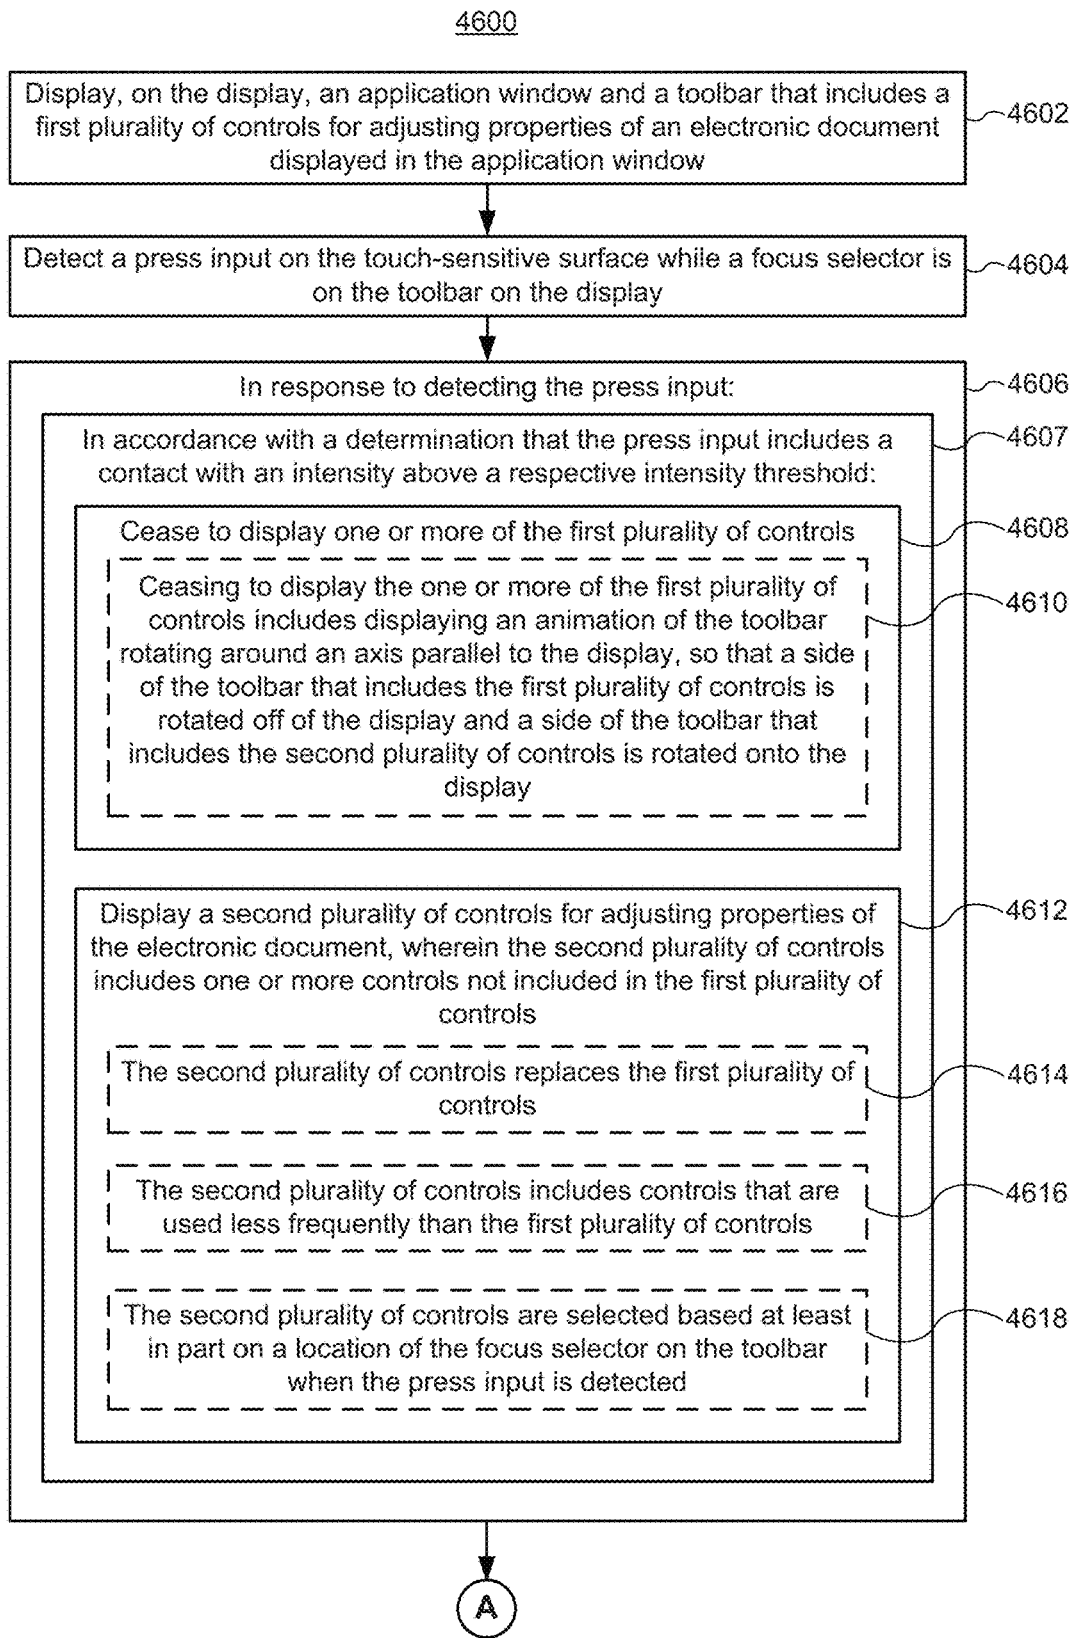 4600
Display, on the display, an application window and a toolbar that includes a
first plurality of controls for adjusting properties of an electronic document
displayed in the application window
4602
Detect a press input on the touch-sensitive surface while a focus selector is
on the toolbar on the display
4604
In response to detecting the press input:
4606
In accordance with a determination that the press input includes a
contact with an intensity above a respective intensity threshold:
4607
Cease to display one or more of the first plurality of controls
4608
Ceasing to display the one or more of the first plurality of
controls includes displaying an animation of the toolbar
rotating around an axis parallel to the display, so that a side
of the toolbar that includes the first plurality of controls is
rotated off of the display and a side of the toolbar that
includes the second plurality of controls is rotated onto the
display
4610
Display a second plurality of controls for adjusting properties of
the electronic document, wherein the second plurality of controls
includes one or more controls not included in the first plurality of
controls
4612
The second plurality of controls replaces the first plurality of
controls
4614
The second plurality of controls includes controls that are
used less frequently than the first plurality of controls
4616
The second plurality of controls are selected based at least
in part on a location of the focus selector on the toolbar
when the press input is detected
4618
A